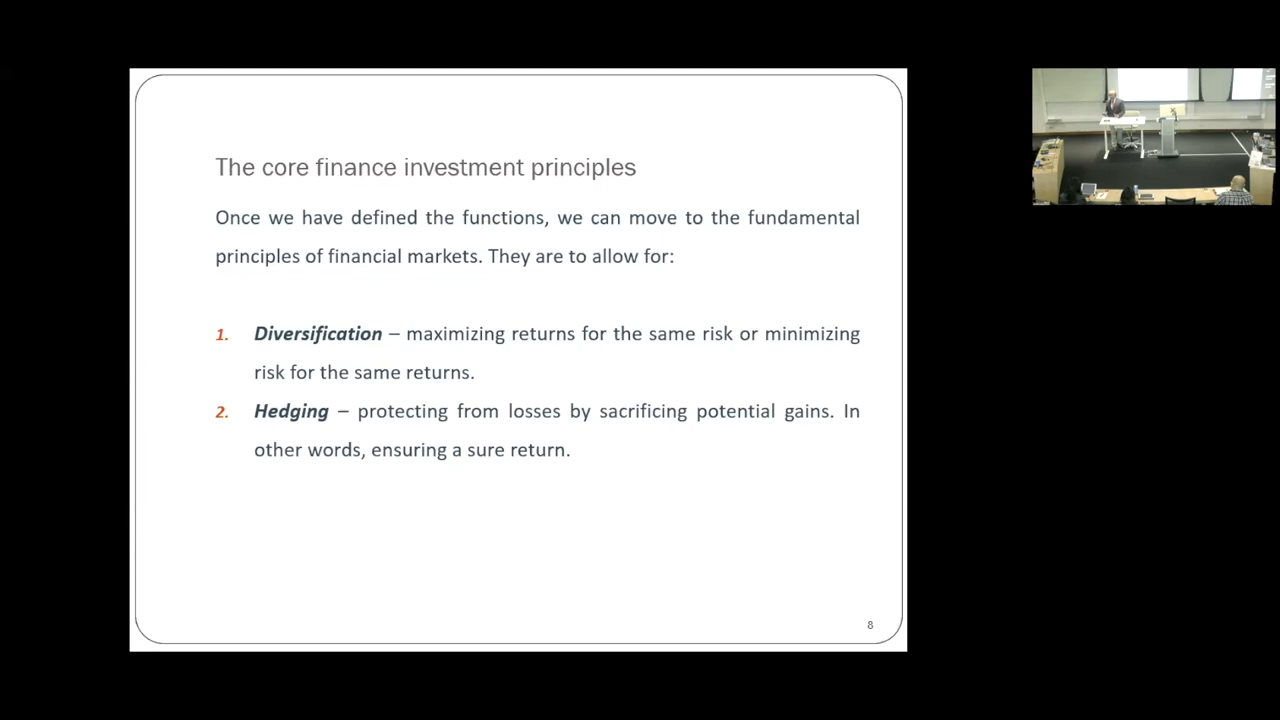 The core finance investment principles
Once we have defined the functions, we can move to the fundamental
principles of financial markets. They are to allow for:
1. Diversification – maximizing returns for the same risk or minimizing
risk for the same returns.
2. Hedging – protecting from losses by sacrificing potential gains. In
other words, ensuring a sure return.
8